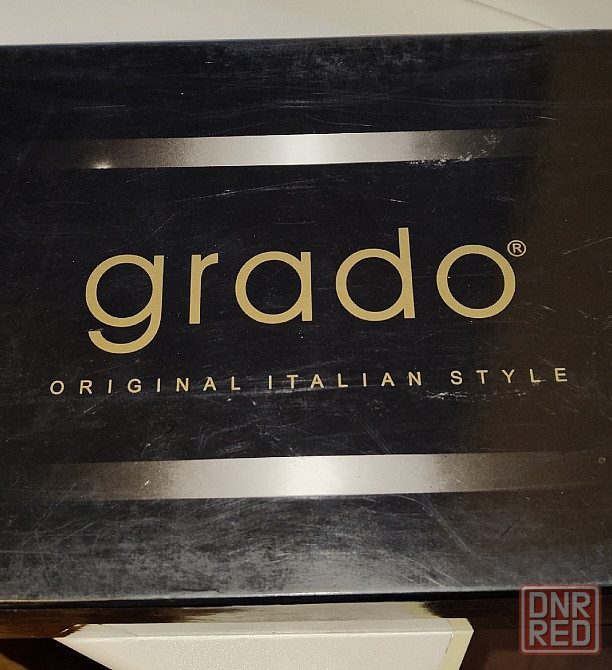 grado®
ORIGINAL ITALIAN STYLE
DNR
RED